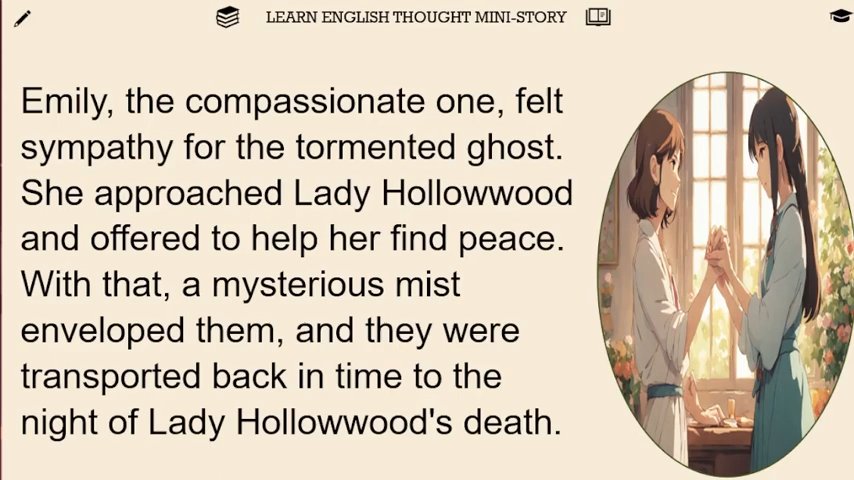 LEARN ENGLISH THOUGHT MINI-STORY
Emily, the compassionate one, felt
sympathy for the tormented ghost.
She approached Lady Hollowwood
and offered to help her find peace.
With that, a mysterious mist
enveloped them, and they were
transported back in time to the
night of Lady Hollowwood's death.